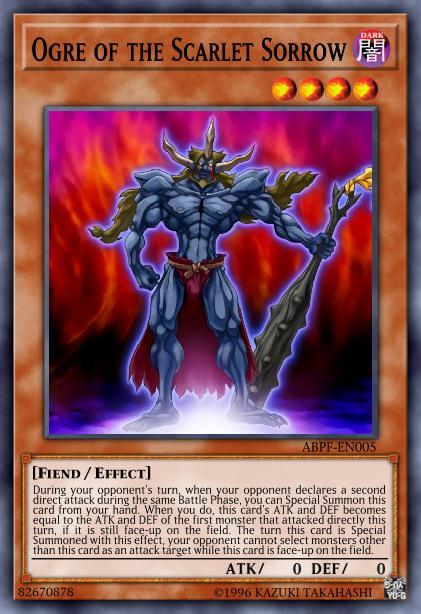 OGRE OF THE SCARLET SORROW
DARK
闇
ABPF-EN005
[FIEND / EFFECT]
During your opponent's turn, when your opponent declares a second
direct attack during the same Battle Phase, you can Special Summon
this card from your hand. When you do, this card's ATK and DEF becomes
equal to the ATK and DEF of the first monster that attacked directly this
turn, if it is still face-up on the field. The turn this card is Special
Summoned with this effect, your opponent cannot select monsters other
than this card as an attack target while this card is face-up on the field.
ATK/ 0 DEF/ 0
82670878
©1996 KAZUKI TAKAHASHI